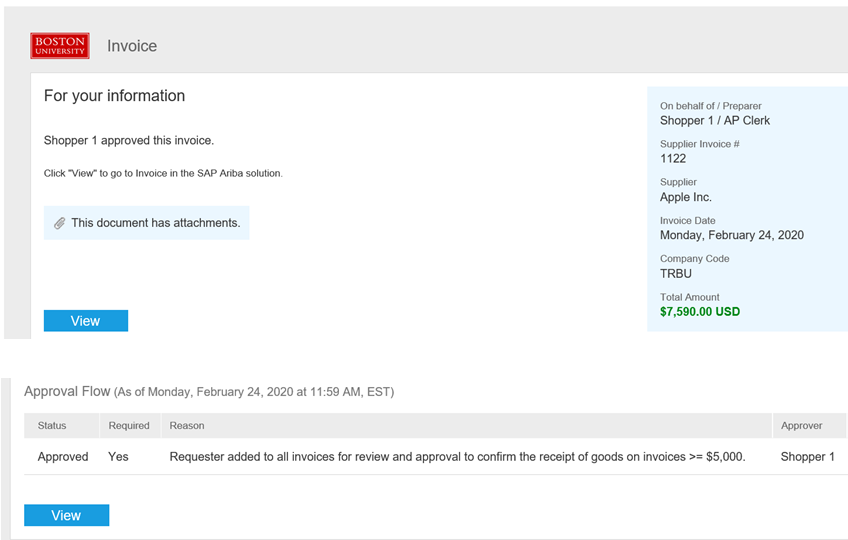 BOSTON
UNIVERSITY
Invoice
For your information
Shopper 1 approved this invoice.
Click "View" to go to Invoice in the SAP Ariba solution.
This document has attachments.
View
On behalf of / Preparer
Shopper 1 / AP Clerk
Supplier Invoice #
1122
Supplier
Apple Inc.
Invoice Date
Monday, February 24, 2020
Company Code
TRBU
Total Amount
$7,590.00 USD
Approval Flow (As of Monday, February 24, 2020 at 11:59 AM, EST)
Status Required Reason Approver
Approved Yes Requester added to all invoices for review and approval to confirm the receipt of goods on invoices >= $5,000. Shopper 1
View